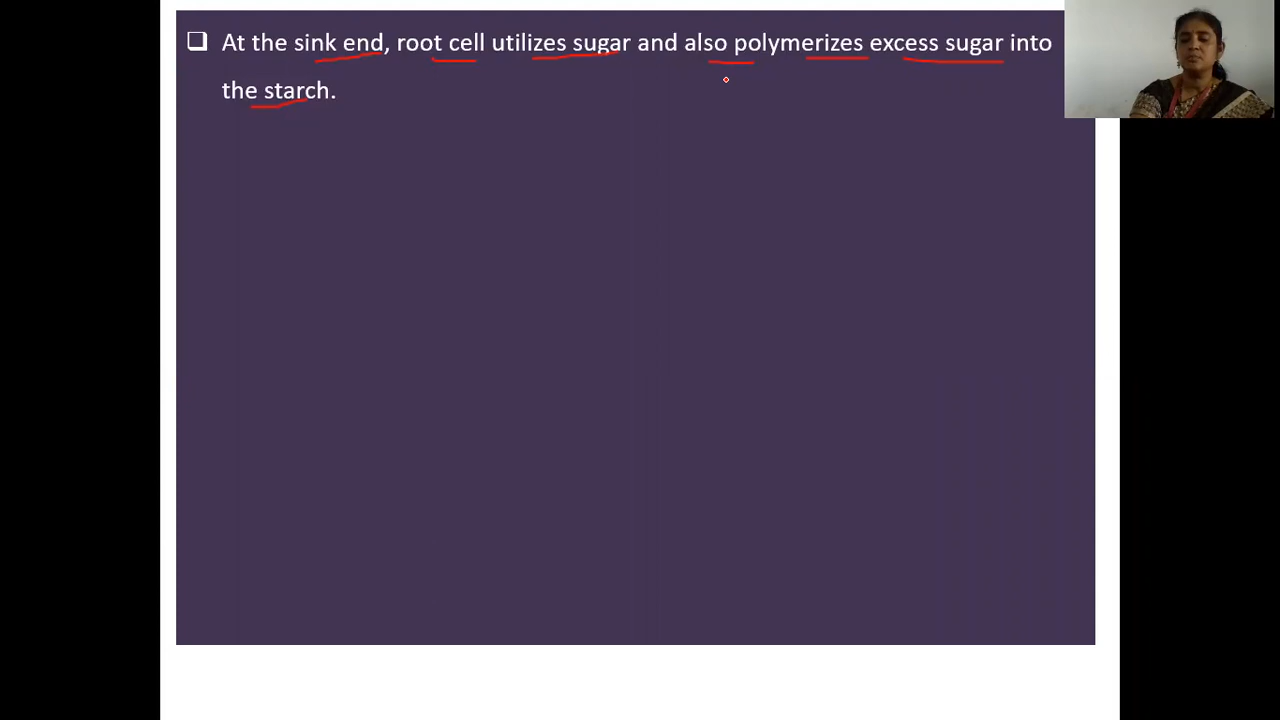 At the sink end, root cell utilizes sugar and also polymerizes excess sugar into
the starch.